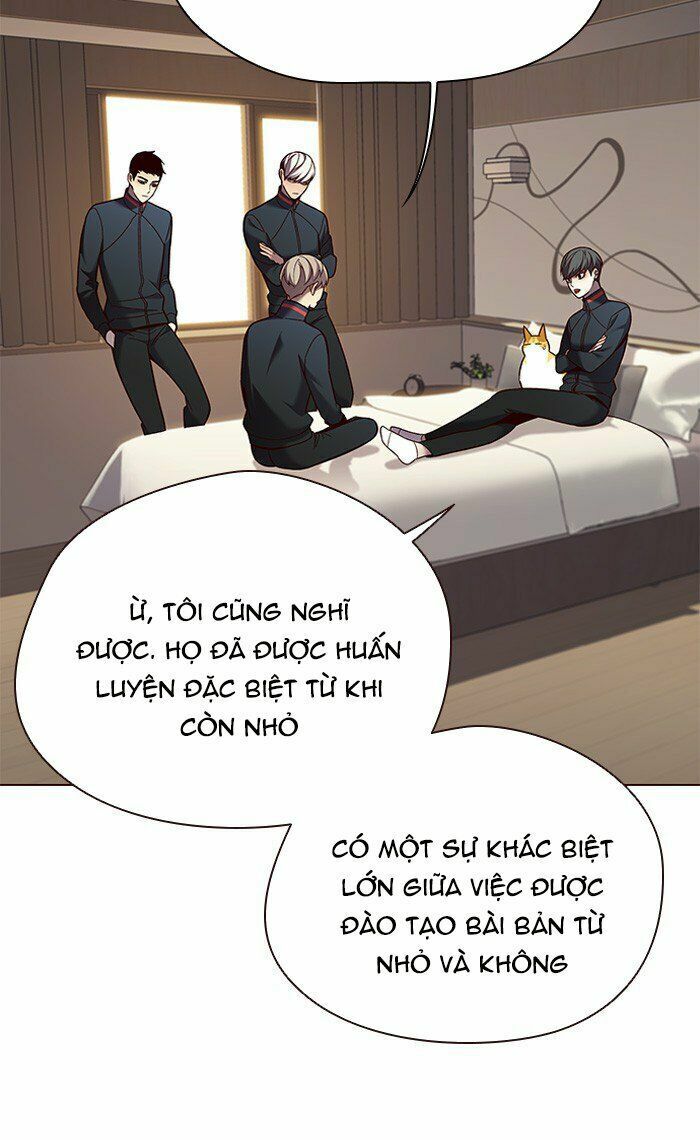 Ừ, TÔI CŨNG NGHĨ
ĐƯỢC. HỌ ĐÃ ĐƯỢC HUẤN
LUYỆN ĐẶC BIỆT TỪ KHI
CÒN NHỎ
CÓ MỘT SỰ KHÁC BIỆT
LỚN GIỮA VIỆC ĐƯỢC
ĐÀO TẠO BÀI BẢN TỪ
NHỎ VÀ KHÔNG